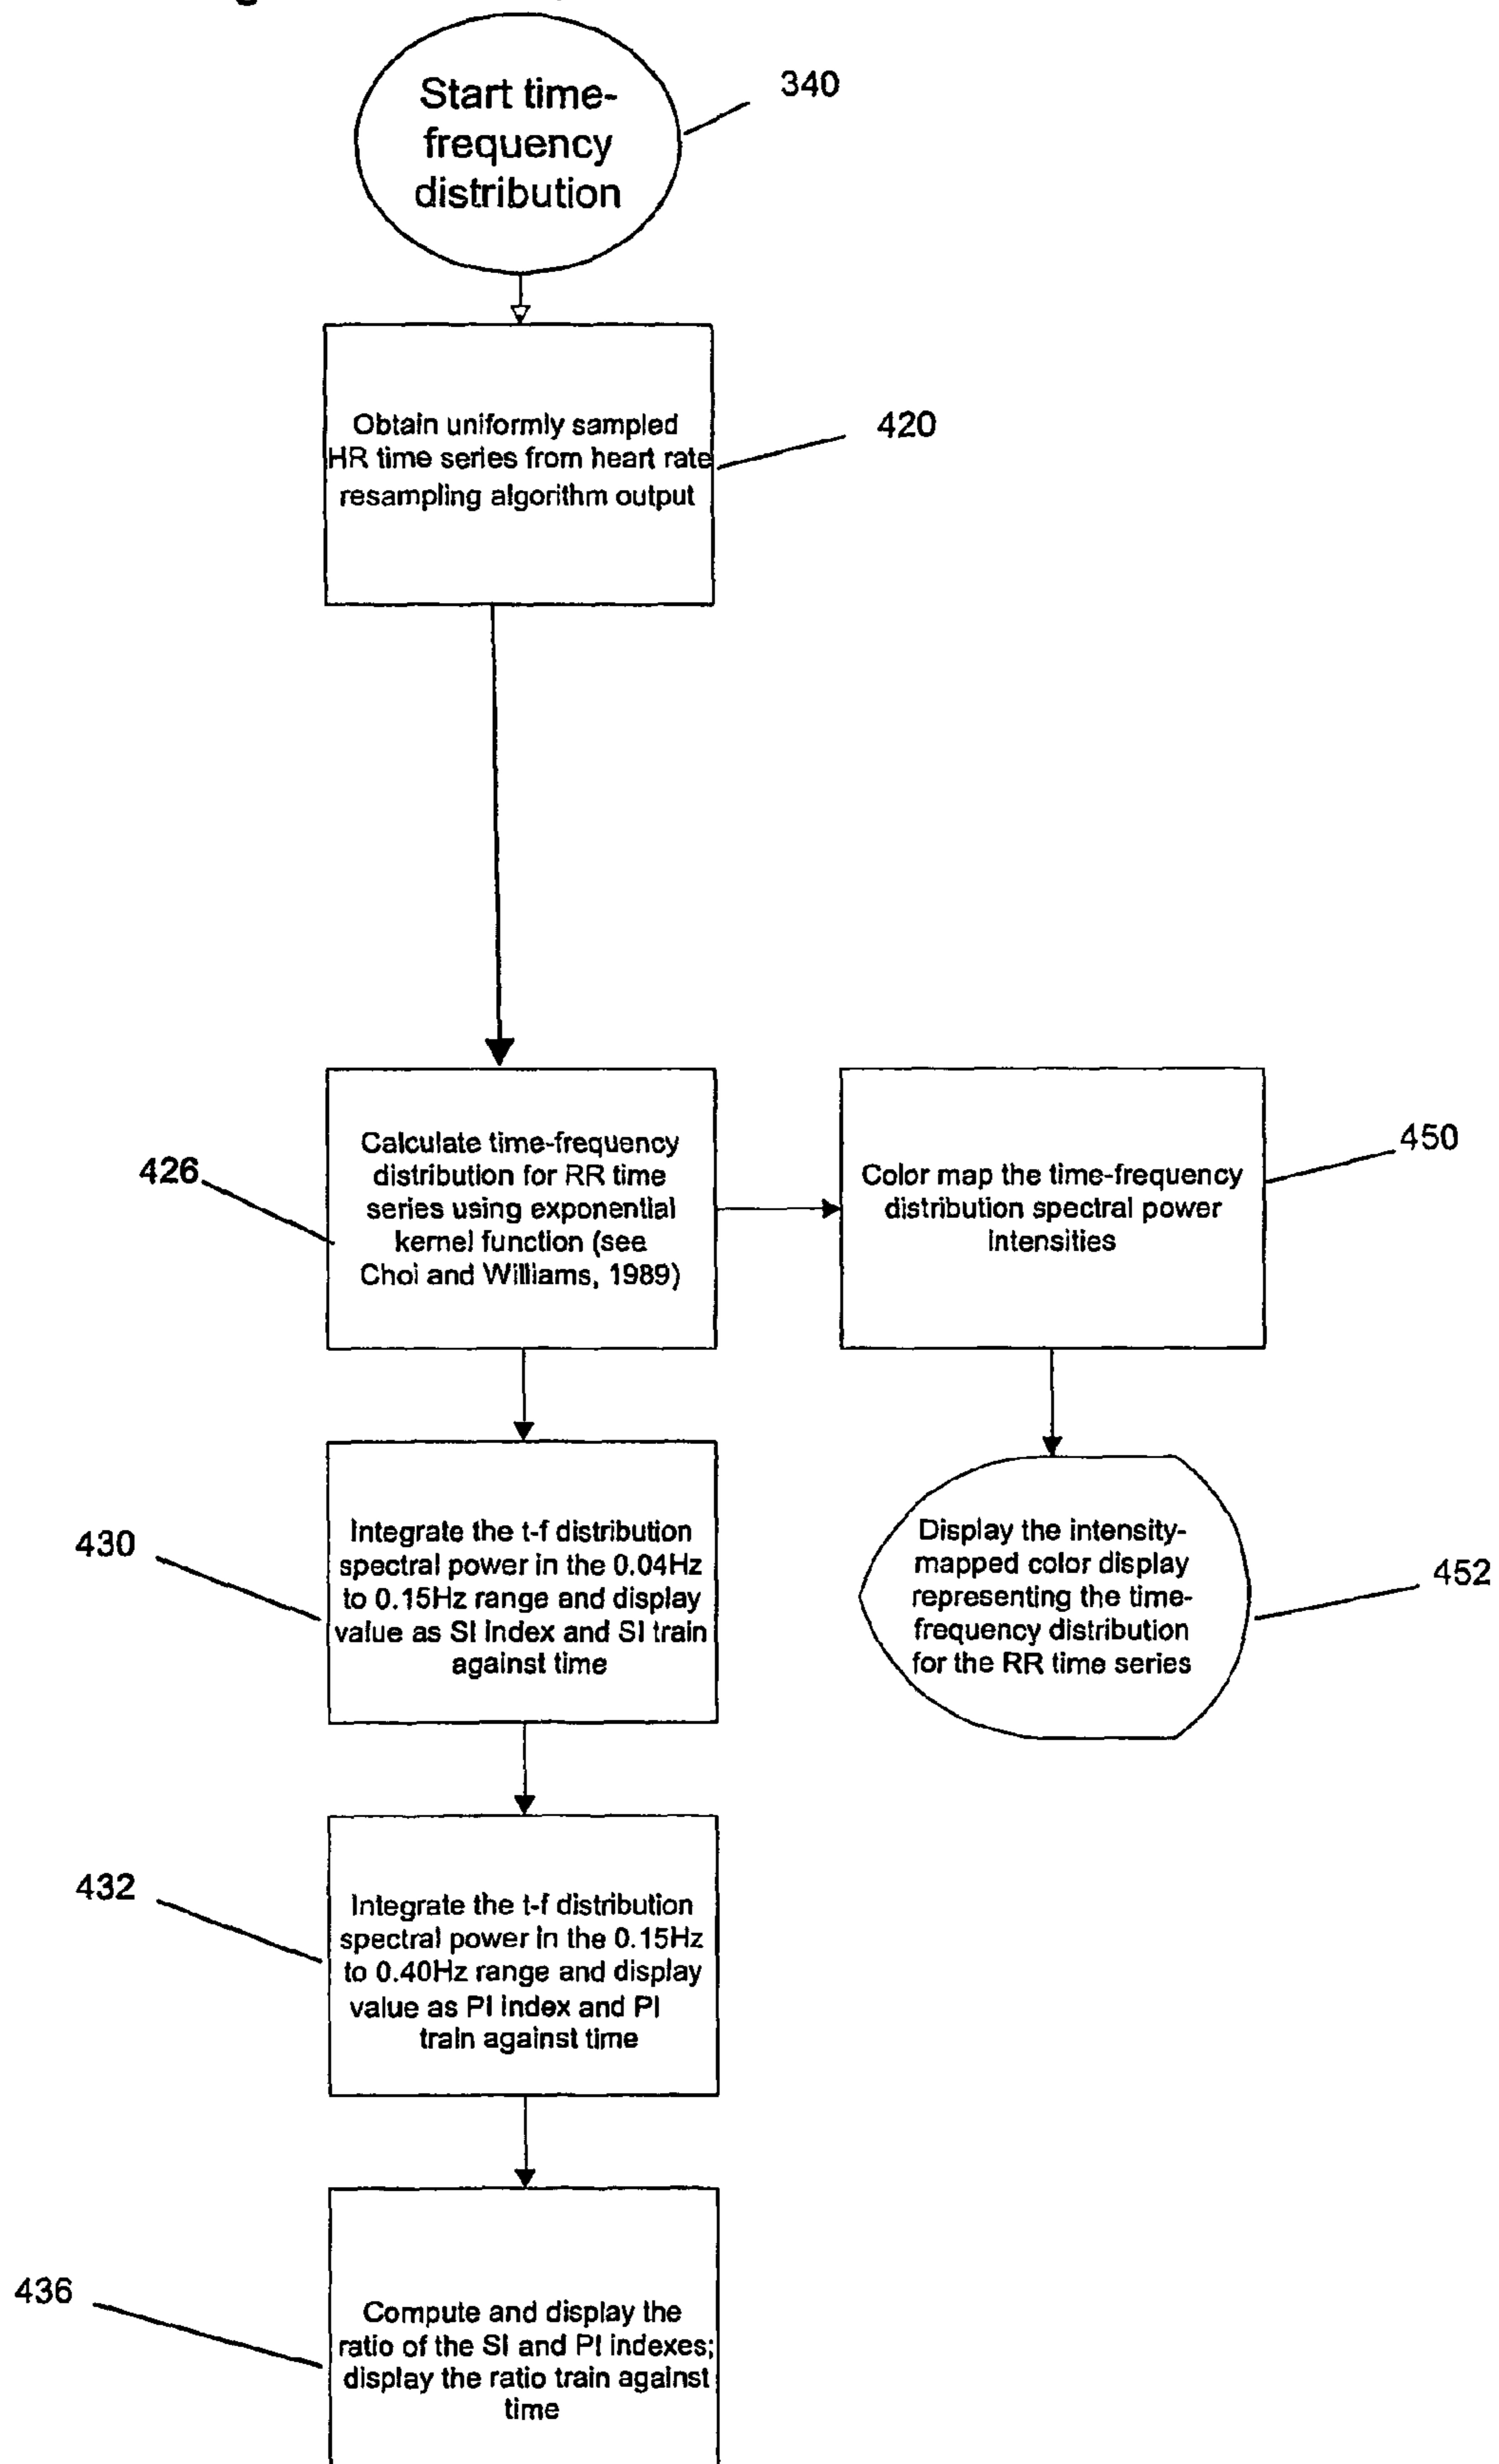 Start time-
frequency
distribution
340
Obtain uniformly sampled
HR time series from heart rate
resampling algorithm output
420
Calculate time-frequency
distribution for RR time
series using exponential
kernel function (see
Choi and Williams, 1989)
426
Color map the time-frequency
distribution spectral power
intensities
450
Integrate the t-f distribution
spectral power in the 0.04Hz
to 0.15Hz range and display
value as SI index and SI train
against time
430
Display the intensity-
mapped color display
representing the time-
frequency distribution
for the RR time series
452
Integrate the t-f distribution
spectral power in the 0.15Hz
to 0.40Hz range and display
value as PI index and PI
train against time
432
Compute and display the
ratio of the SI and PI indexes;
display the ratio train against
time
436